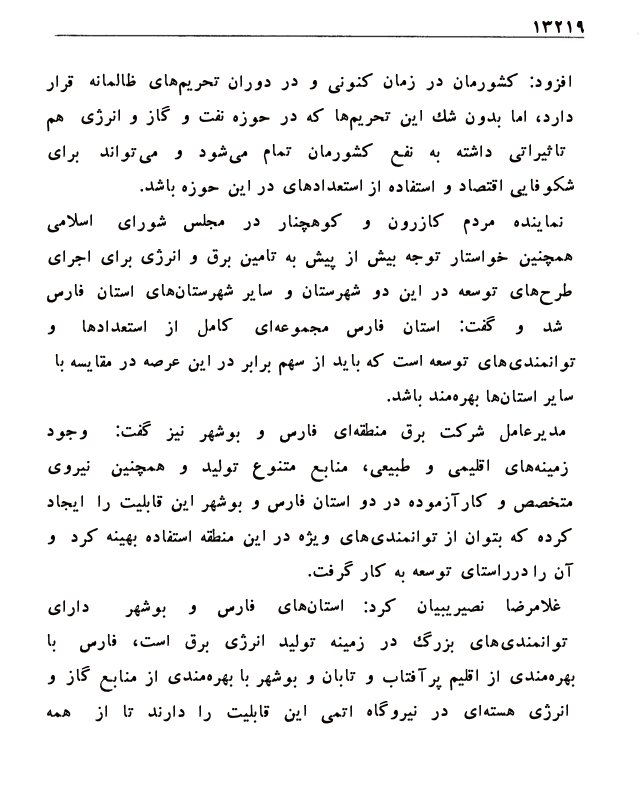 ۱۳۲۱۹
افزود: کشورمان در زمان کنونی و در دوران تحریم‌های ظالمانه قرار
دارد، اما بدون شك این تحریم‌ها که در حوزه نفت و گاز و انرژی هم
تاثیراتی داشته به نفع کشورمان تمام می‌شود و می‌تواند برای
شکوفایی اقتصاد و استفاده از استعدادهای در این حوزه باشد.
نماینده مردم کازرون و کوهچنار در مجلس شورای اسلامی
همچنین خواستار توجه بیش از پیش به تامین برق و انرژی برای اجرای
طرح‌های توسعه در این دو شهرستان و سایر شهرستان‌های استان فارس
شد و گفت: استان فارس مجموعه‌ای کامل از استعدادها و
توانمندی‌های توسعه است که باید از سهم برابر در این عرصه در مقایسه با
سایر استان‌ها بهره‌مند باشد.
مدیرعامل شرکت برق منطقه‌ای فارس و بوشهر نیز گفت: وجود
زمینه‌های اقلیمی و طبیعی، منابع متنوع تولید و همچنین نیروی
متخصص و کارآزموده در دو استان فارس و بوشهر این قابلیت را ایجاد
کرده که بتوان از توانمندی‌های ویژه در این منطقه استفاده بهینه کرد و
آن را درراستای توسعه به کار گرفت.
غلامرضا نصیریبیان کرد: استان‌های فارس و بوشهر دارای
توانمندی‌های بزرگ در زمینه تولید انرژی برق است، فارس با
بهره‌مندی از اقلیم پرآفتاب و تابان و بوشهر با بهره‌مندی از منابع گاز و
انرژی هسته‌ای در نیروگاه اتمی این قابلیت را دارند تا از همه